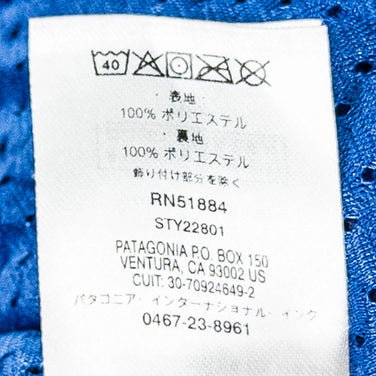 40
・表地・
100% ポリエステル
・裏地・
100% ポリエステル
飾り付け部分を除く
RN51884
STY22801
PATAGONIA P.O. BOX 150
VENTURA, CA 93002 US
CUIT: 30-70924649-2
パタゴニア・インターナショナル・インク
0467-23-8961